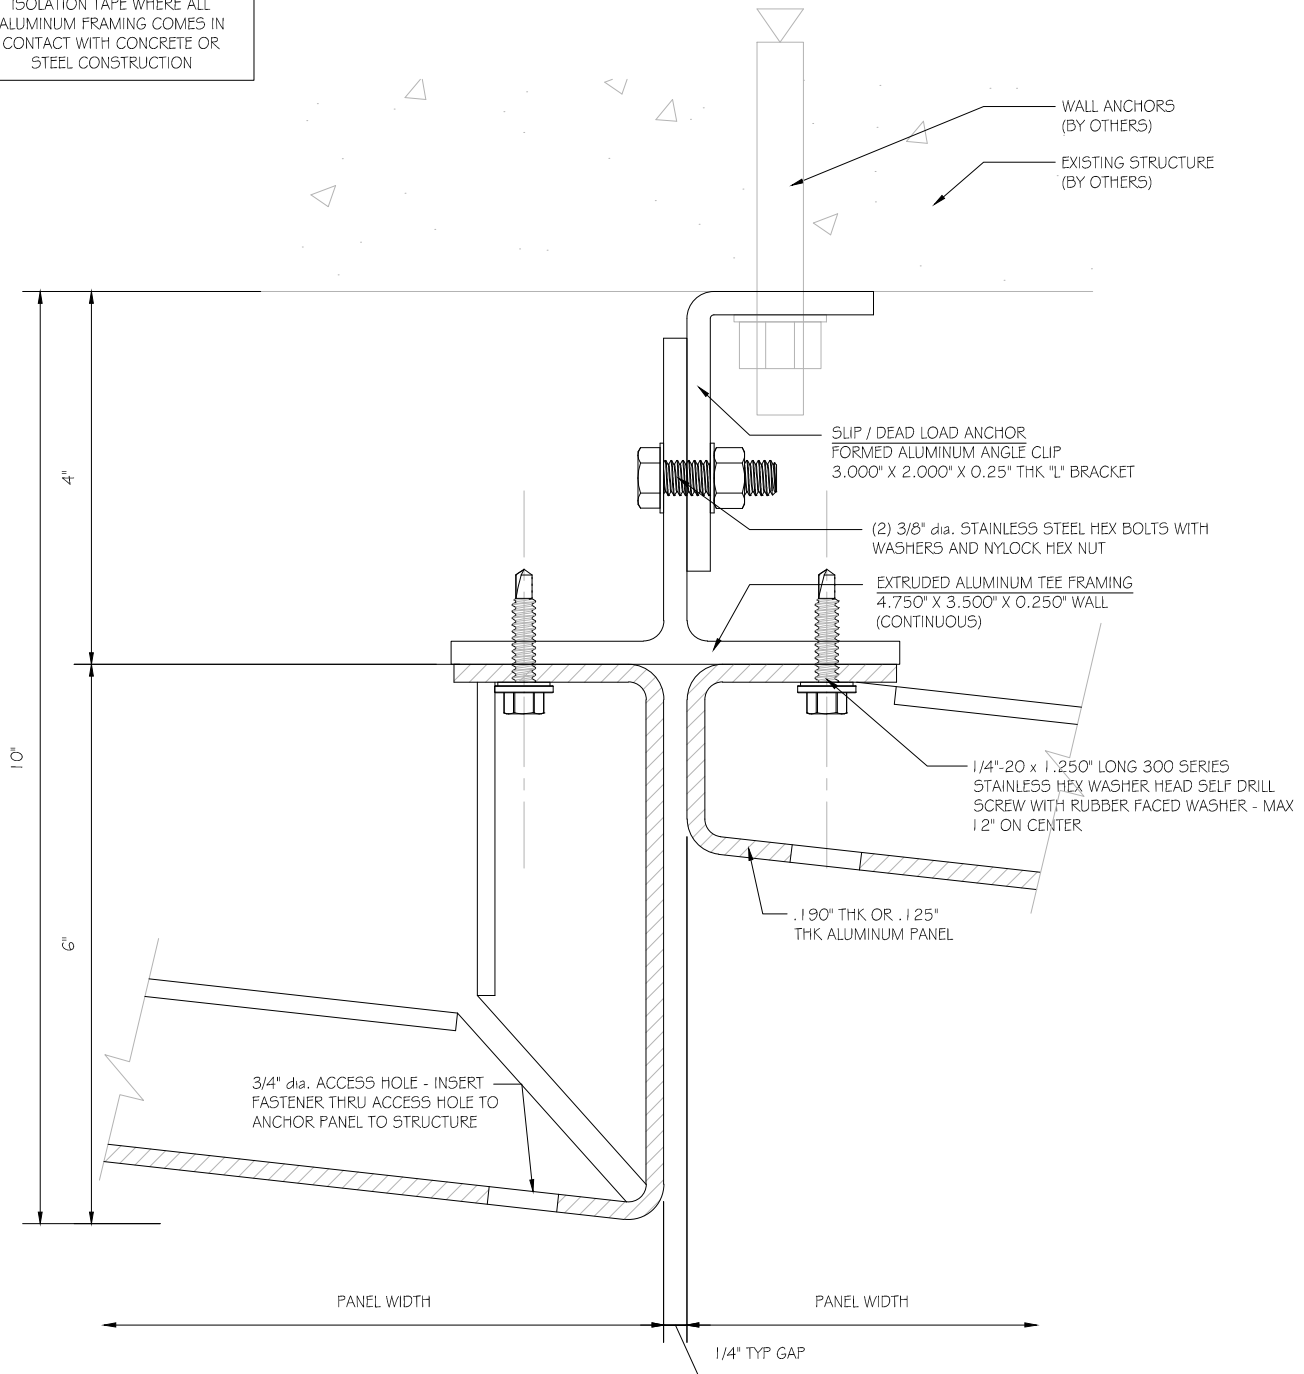 ISOLATION TAPE WHERE ALL
ALUMINUM FRAMING COMES IN
CONTACT WITH CONCRETE OR
STEEL CONSTRUCTION
WALL ANCHORS
(BY OTHERS)
EXISTING STRUCTURE
(BY OTHERS)
4"
SLIP / DEAD LOAD ANCHOR
FORMED ALUMINUM ANGLE CLIP
3.000" X 2.000" X 0.25" THK "L" BRACKET
(2) 3/8" dia. STAINLESS STEEL HEX BOLTS WITH
WASHERS AND NYLOCK HEX NUT
EXTRUDED ALUMINUM TEE FRAMING
4.750" X 3.500" X 0.250" WALL
(CONTINUOUS)
10"
1/4"-20 x 1.250" LONG 300 SERIES
STAINLESS HEX WASHER HEAD SELF DRILL
SCREW WITH RUBBER FACED WASHER - MAX
12" ON CENTER
6"
.190" THK OR .125"
THK ALUMINUM PANEL
3/4" dia. ACCESS HOLE - INSERT
FASTENER THRU ACCESS HOLE TO
ANCHOR PANEL TO STRUCTURE
PANEL WIDTH
PANEL WIDTH
1/4" TYP GAP